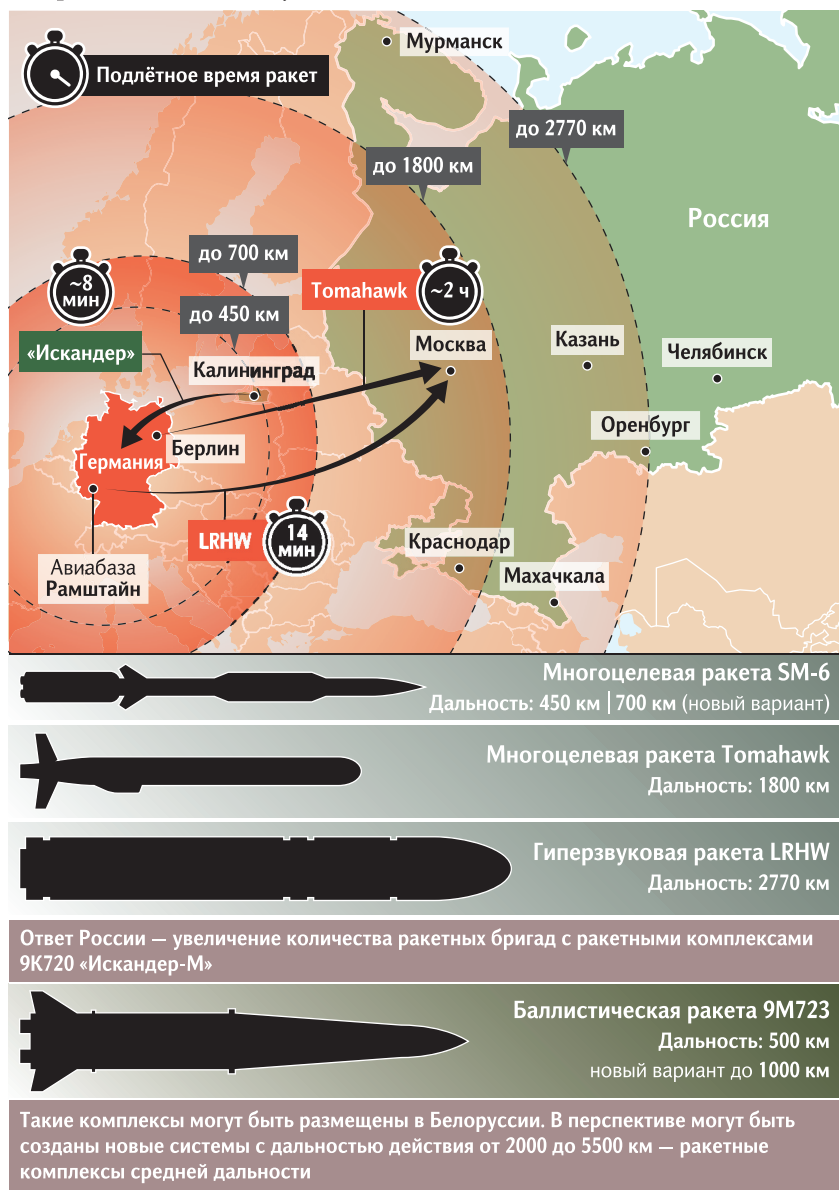 Подлётное время ракет
Мурманск
до 2770 км
до 1800 км
Россия
до 700 км
~8
мин
Tomahawk
~2 ч
до 450 км
«Искандер»
Москва
Казань
Челябинск
Калининград
Оренбург
Берлин
Германия
LRHW
14
мин
Краснодар
Авиабаза
Рамштайн
Махачкала
Многоцелевая ракета SM-6
Дальность: 450 км | 700 км (новый вариант)
Многоцелевая ракета Tomahawk
Дальность: 1800 км
Гиперзвуковая ракета LRHW
Дальность: 2770 км
Ответ России — увеличение количества ракетных бригад с ракетными комплексами
9К720 «Искандер-М»
Баллистическая ракета 9М723
Дальность: 500 км
новый вариант до 1000 км
Такие комплексы могут быть размещены в Белоруссии. В перспективе могут быть
созданы новые системы с дальностью действия от 2000 до 5500 км — ракетные
комплексы средней дальности